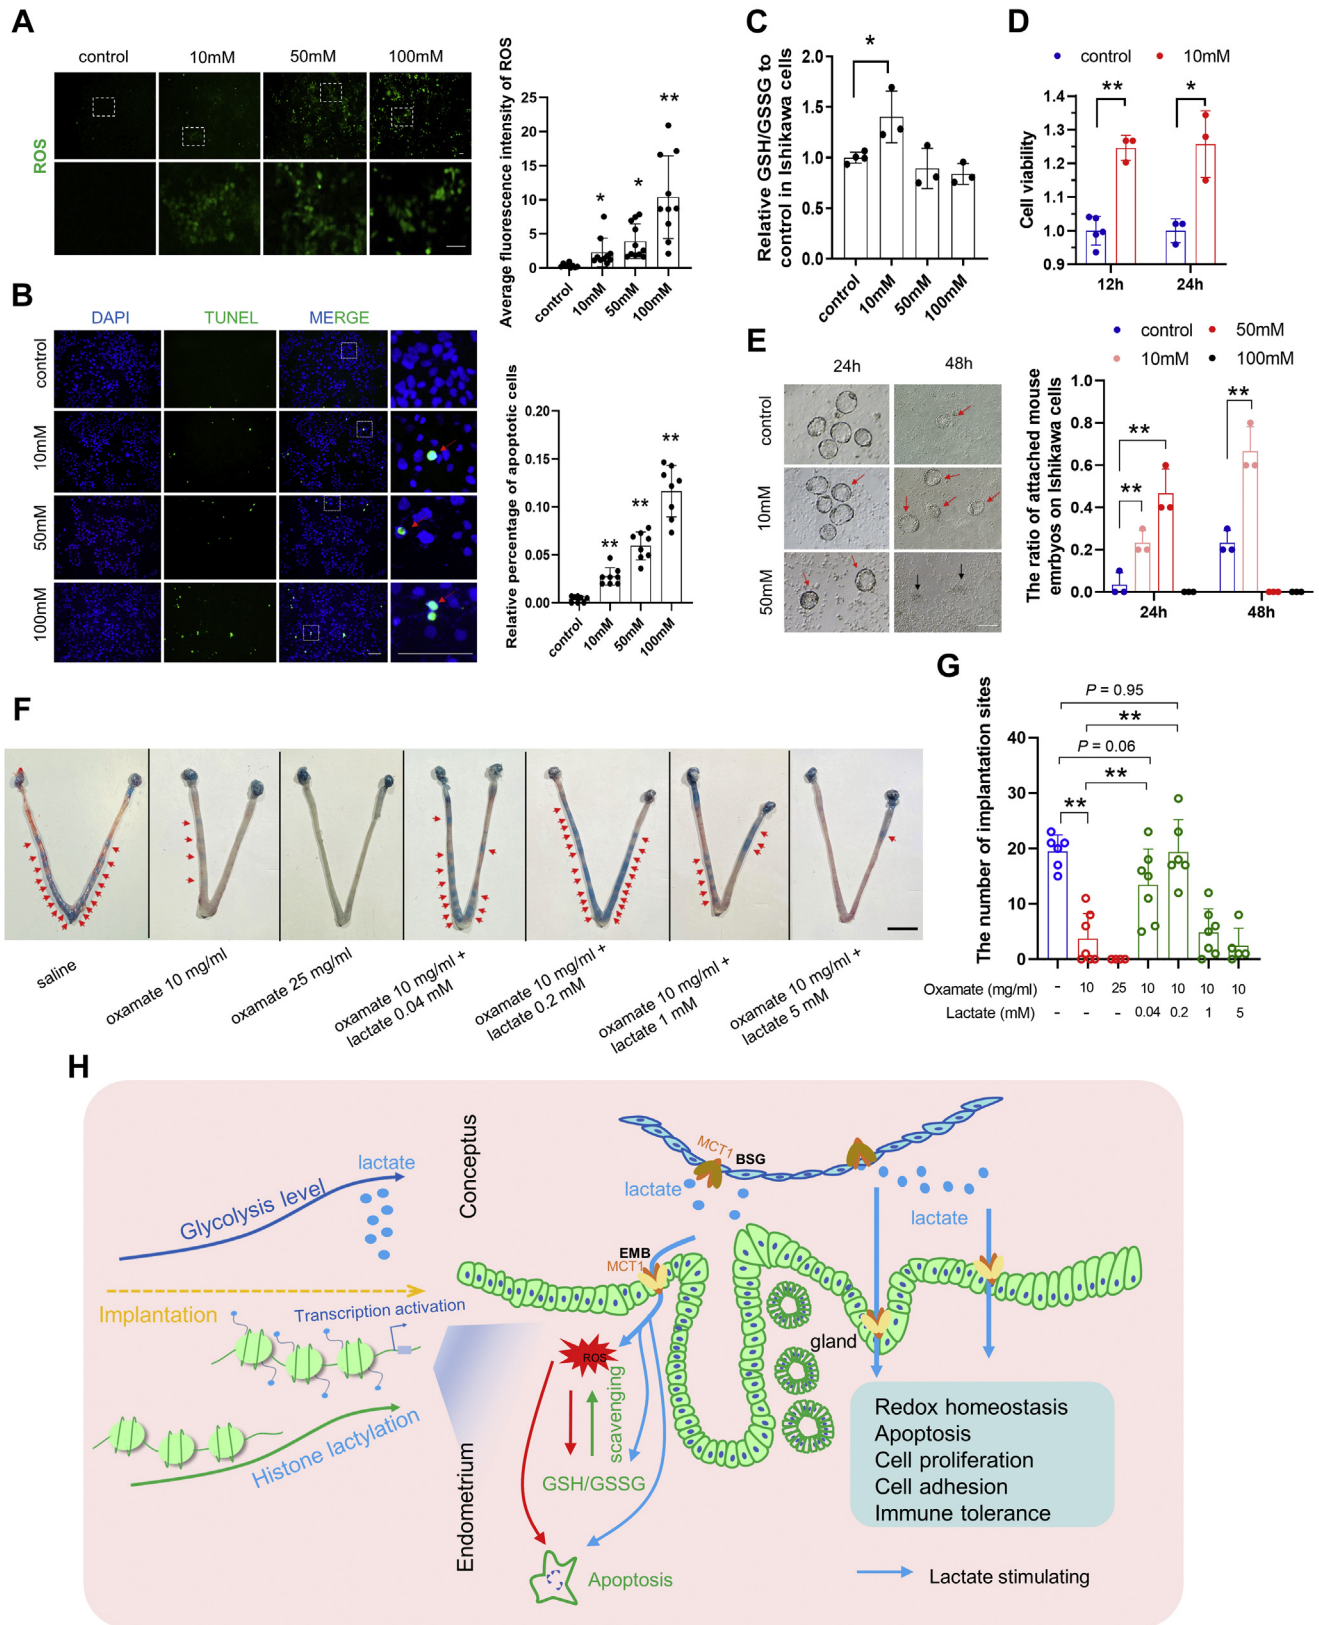 A
control
10mM
50mM
100mM
ROS
Average fluorescence intensity of ROS
25
20
15
10
5
0
**
*
*
control
10mM
50mM
100mM
B
DAPI
TUNEL
MERGE
control
10mM
50mM
100mM
Relative percentage of apoptotic cells
0.20
0.15
0.10
0.05
0.00
**
**
**
control
10mM
50mM
100mM
C
Relative GSH/GSSG to
control in Ishikawa cells
2.0
1.5
1.0
0.5
0.0
*
control
10mM
50mM
100mM
D
control
10mM
Cell viability
1.4
1.3
1.2
1.1
1.0
0.9
**
*
12h
24h
E
24h
48h
control
10mM
50mM
control
50mM
10mM
100mM
The ratio of attached mouse
emrbyos on Ishikawa cells
1.0
0.8
0.6
0.4
0.2
0.0
**
**
**
24h
48h
F
saline
oxamate 10 mg/ml
oxamate 25 mg/ml
oxamate 10 mg/ml +
lactate 0.04 mM
oxamate 10 mg/ml +
lactate 0.2 mM
oxamate 10 mg/ml +
lactate 1 mM
oxamate 10 mg/ml +
lactate 5 mM
G
The number of implantation sites
40
30
20
10
0
P = 0.95
**
P = 0.06
**
**
Oxamate (mg/ml) - 10 25 10 10 10 10
Lactate (mM) - - - 0.04 0.2 1 5
H
Conceptus
MCT1
BSG
lactate
lactate
lactate
Glycolysis level
EMB
MCT1
Implantation
Transcription activation
gland
ROS
scavenging
Histone lactylation
GSH/GSSG
Endometrium
Apoptosis
Redox homeostasis
Apoptosis
Cell proliferation
Cell adhesion
Immune tolerance
Lactate stimulating